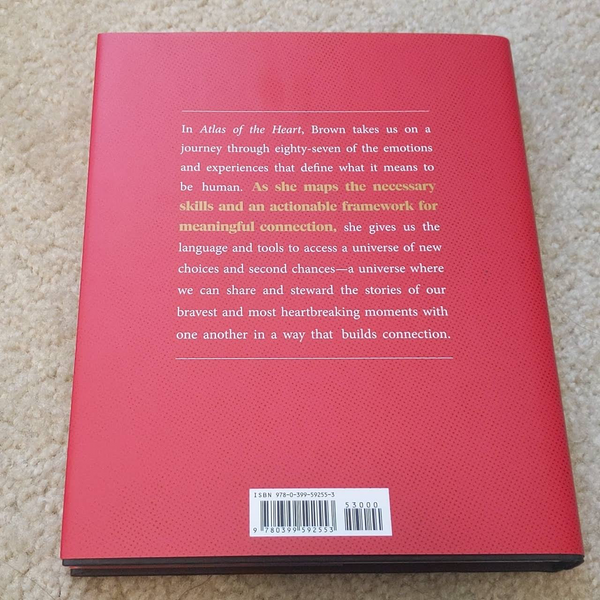 In Atlas of the Heart, Brown takes us on a
journey through eighty-seven of the emotions
and experiences that define what it means to
be human. As she maps the necessary
skills and an actionable framework for
meaningful connection, she gives us the
language and tools to access a universe of new
choices and second chances—a universe where
we can share and steward the stories of our
bravest and most heartbreaking moments with
one another in a way that builds connection.
ISBN 978-0-399-59255-3
53000
9 780399 592553